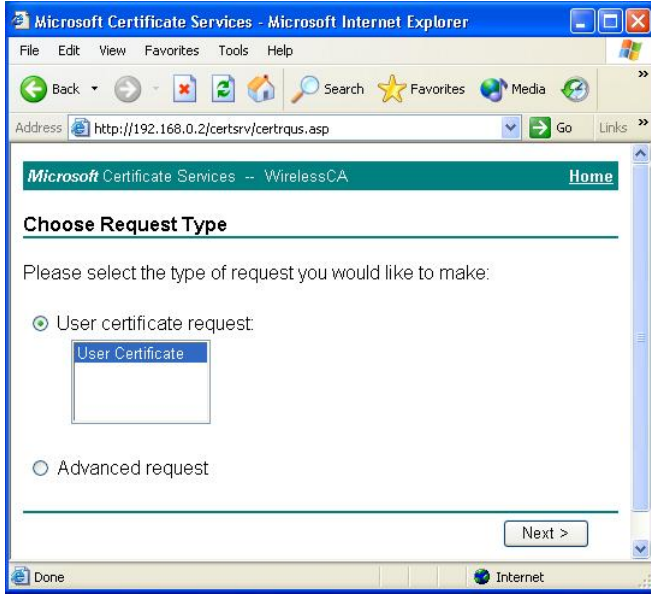 Microsoft Certificate Services - Microsoft Internet Explorer
File Edit View Favorites Tools Help
Back Search Favorites Media »
Address http://192.168.0.2/certsrv/certrqus.asp Go Links »
Microsoft Certificate Services -- WirelessCA Home
Choose Request Type
Please select the type of request you would like to make:
User certificate request:
User Certificate
Advanced request
Next >
Done Internet